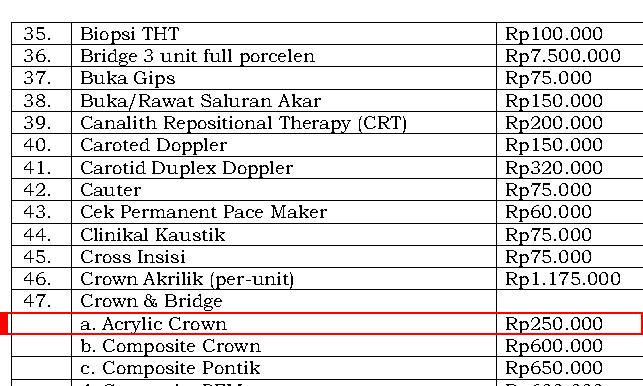 35. Biopsi THT Rp100.000
36. Bridge 3 unit full porcelen Rp7.500.000
37. Buka Gips Rp75.000
38. Buka/Rawat Saluran Akar Rp150.000
39. Canalith Repositional Therapy (CRT) Rp200.000
40. Caroted Doppler Rp150.000
41. Carotid Duplex Doppler Rp320.000
42. Cauter Rp75.000
43. Cek Permanent Pace Maker Rp60.000
44. Clinikal Kaustik Rp75.000
45. Cross Insisi Rp75.000
46. Crown Akrilik (per-unit) Rp1.175.000
47. Crown & Bridge
a. Acrylic Crown Rp250.000
b. Composite Crown Rp600.000
c. Composite Pontik Rp650.000